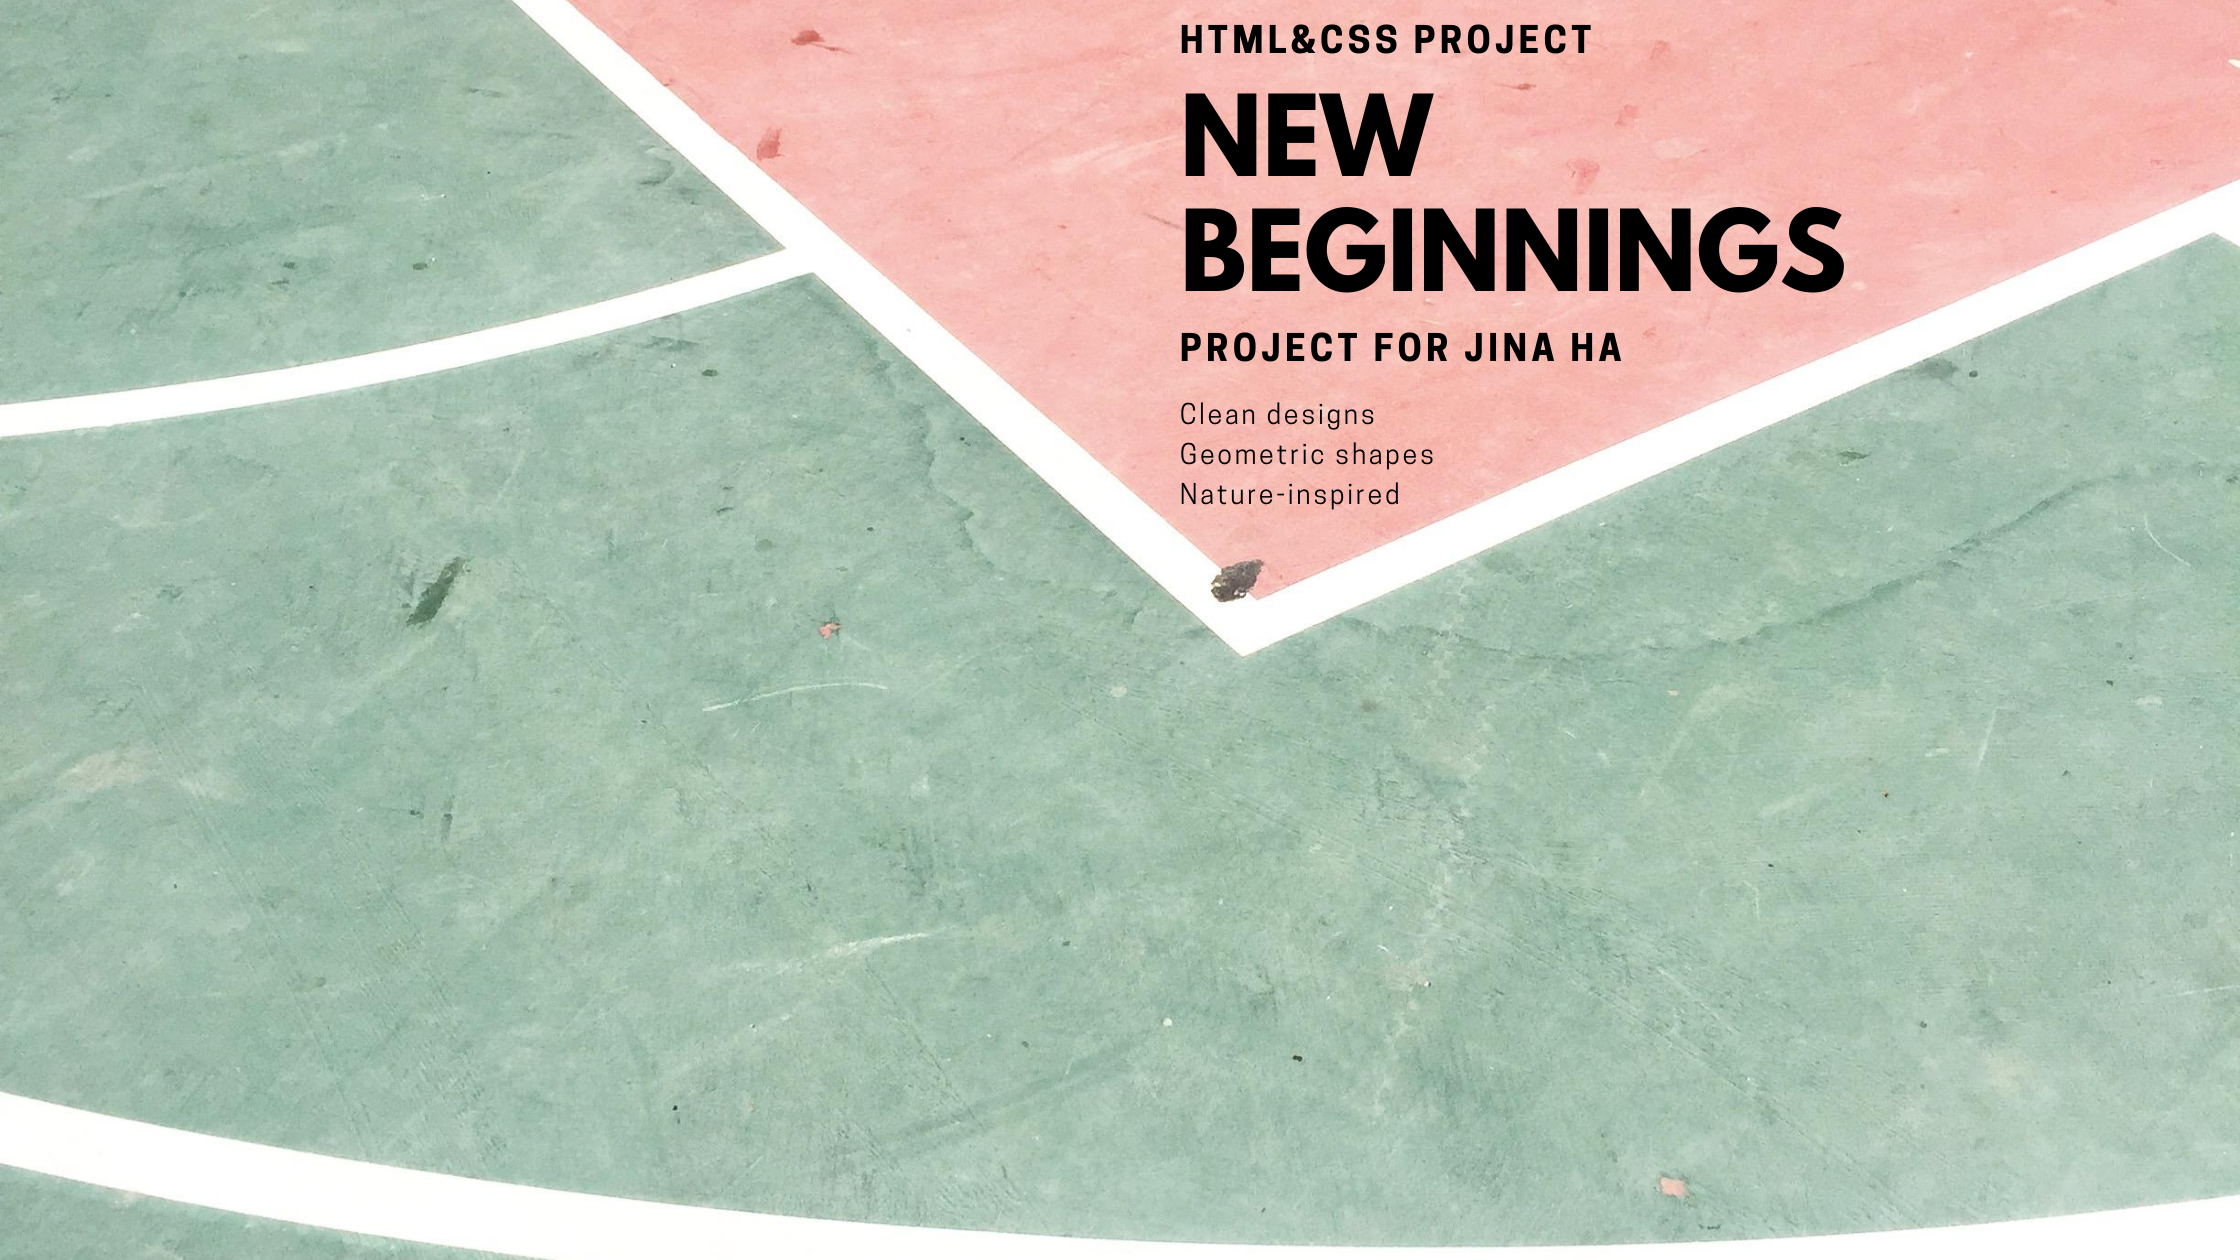 HTML&CSS PROJECT
NEW
BEGINNINGS
PROJECT FOR JINA HA
Clean designs
Geometric shapes
Nature-inspired